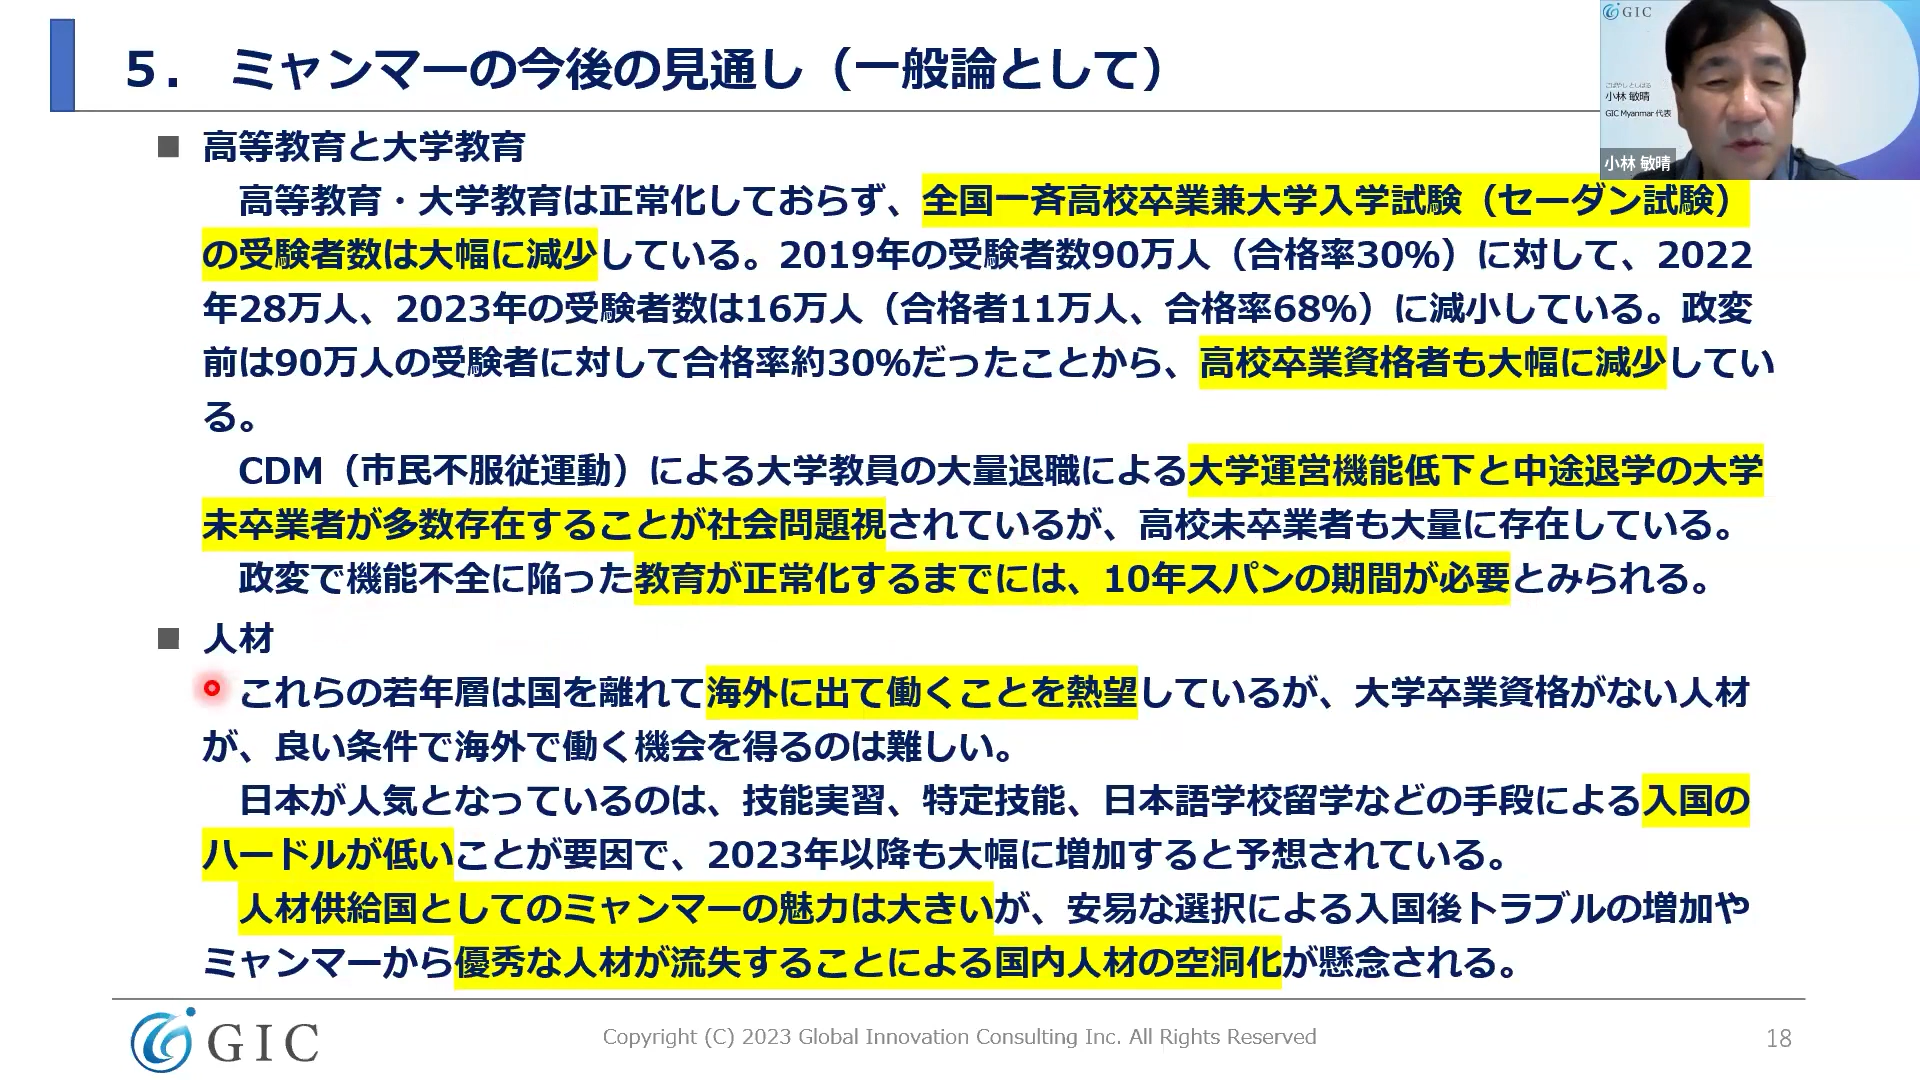 ５． ミャンマーの今後の見通し（一般論として）
GIC
小林 敏晴
GIC Myanmar 代表
小林 敏晴
■ 高等教育と大学教育
高等教育・大学教育は正常化しておらず、全国一斉高校卒業兼大学入学試験（セーダン試験）
の受験者数は大幅に減少している。2019年の受験者数90万人（合格率30%）に対して、2022
年28万人、2023年の受験者数は16万人（合格者11万人、合格率68%）に減小している。政変
前は90万人の受験者に対して合格率約30%だったことから、高校卒業資格者も大幅に減少してい
る。
CDM（市民不服従運動）による大学教員の大量退職による大学運営機能低下と中途退学の大学
未卒業者が多数存在することが社会問題視されているが、高校未卒業者も大量に存在している。
政変で機能不全に陥った教育が正常化するまでには、10年スパンの期間が必要とみられる。
■ 人材
これらの若年層は国を離れて海外に出て働くことを熱望しているが、大学卒業資格がない人材
が、良い条件で海外で働く機会を得るのは難しい。
日本が人気となっているのは、技能実習、特定技能、日本語学校留学などの手段による入国の
ハードルが低いことが要因で、2023年以降も大幅に増加すると予想されている。
人材供給国としてのミャンマーの魅力は大きいが、安易な選択による入国後トラブルの増加や
ミャンマーから優秀な人材が流失することによる国内人材の空洞化が懸念される。
GIC
Copyright (C) 2023 Global Innovation Consulting Inc. All Rights Reserved
18